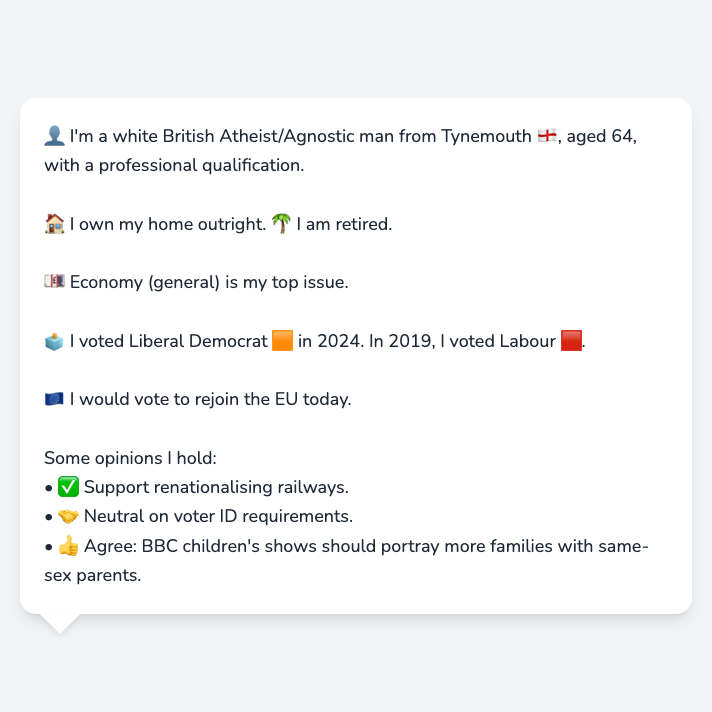 👤 I'm a white British Atheist/Agnostic man from Tynemouth 🏴󠁧󠁢󠁥󠁮󠁧󠁿, aged 64,
with a professional qualification.
🏠 I own my home outright. 🌴 I am retired.
💷 Economy (general) is my top issue.
🗳️ I voted Liberal Democrat 🟧 in 2024. In 2019, I voted Labour 🟥.
🇪🇺 I would vote to rejoin the EU today.
Some opinions I hold:
• ✅ Support renationalising railways.
• 🤝 Neutral on voter ID requirements.
• 👍 Agree: BBC children's shows should portray more families with same-
sex parents.